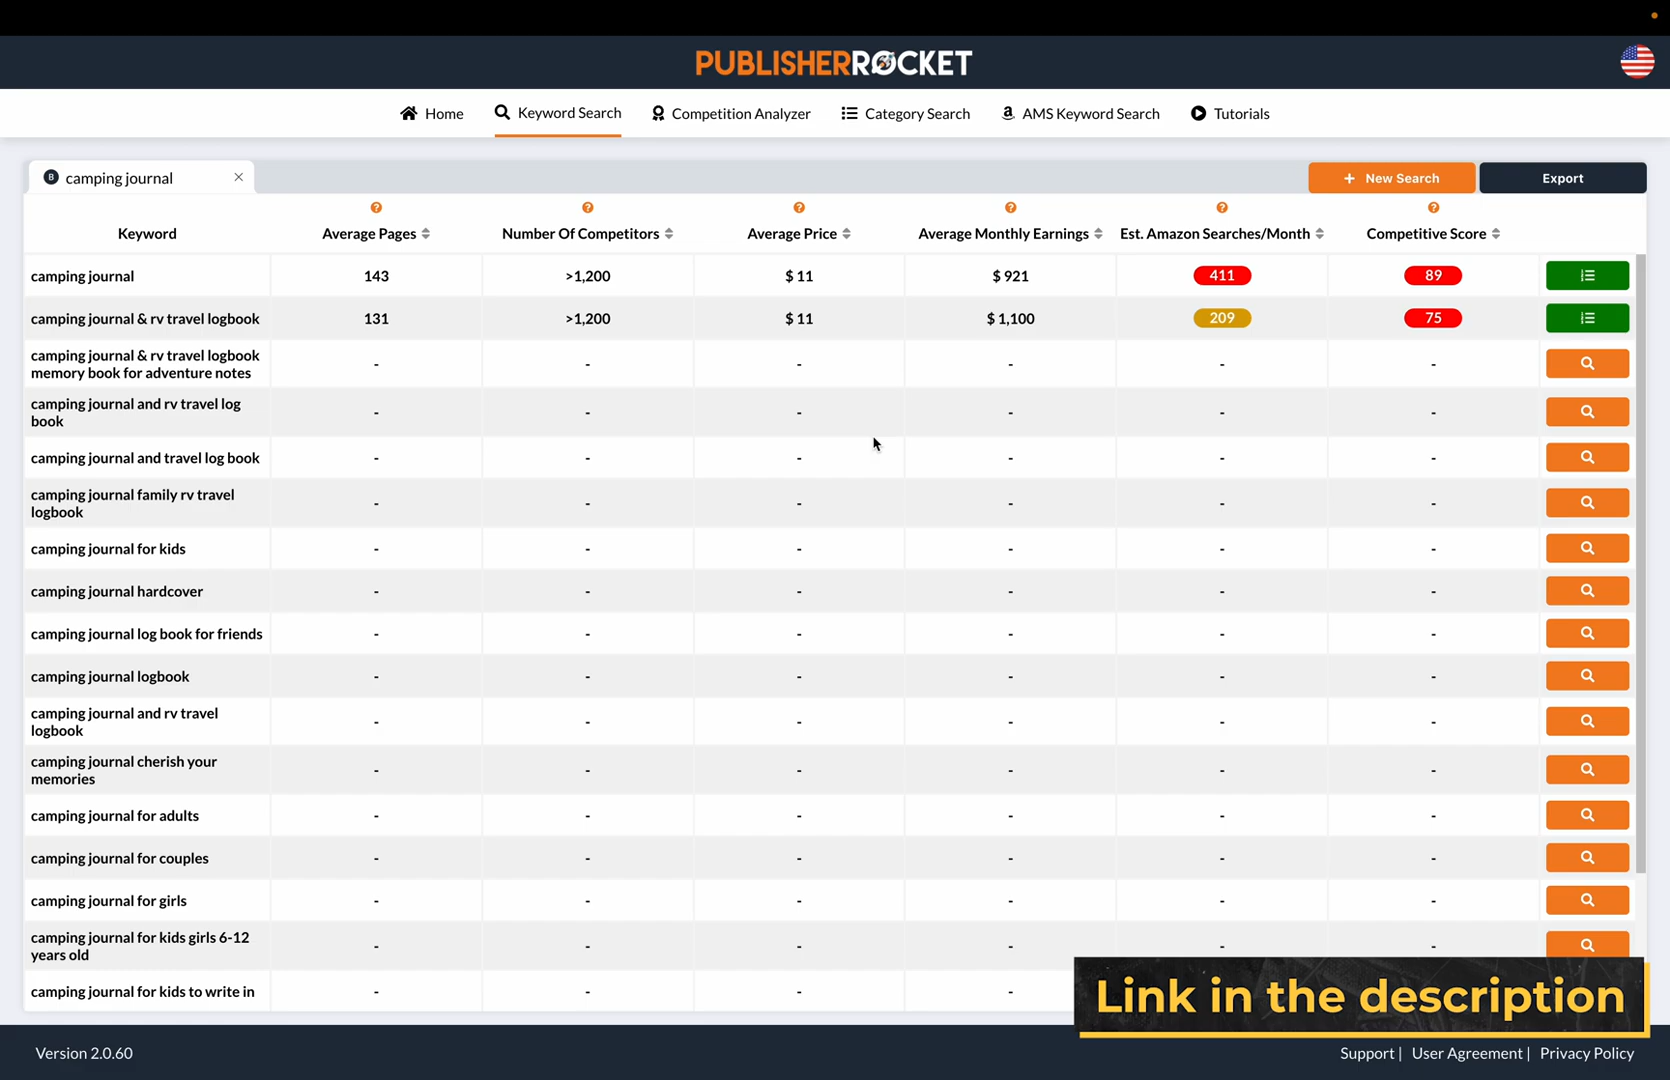 PUBLISHERROCKET
Home
Keyword Search
Competition Analyzer
Category Search
AMS Keyword Search
Tutorials
B camping journal ×
+ New Search
Export
? ? ? ? ? ?
Keyword
Average Pages
Number Of Competitors
Average Price
Average Monthly Earnings
Est. Amazon Searches/Month
Competitive Score
camping journal 143 >1,200 $ 11 $ 921 411 89
camping journal & rv travel logbook 131 >1,200 $ 11 $ 1,100 209 75
camping journal & rv travel logbook
memory book for adventure notes - - - - - -
camping journal and rv travel log
book - - - - - -
camping journal and travel log book - - - - - -
camping journal family rv travel
logbook - - - - - -
camping journal for kids - - - - - -
camping journal hardcover - - - - - -
camping journal log book for friends - - - - - -
camping journal logbook - - - - - -
camping journal and rv travel
logbook - - - - - -
camping journal cherish your
memories - - - - - -
camping journal for adults - - - - - -
camping journal for couples - - - - - -
camping journal for girls - - - - - -
camping journal for kids girls 6-12
years old - - - - - -
camping journal for kids to write in - - - -
Link in the description
Version 2.0.60
Support | User Agreement | Privacy Policy